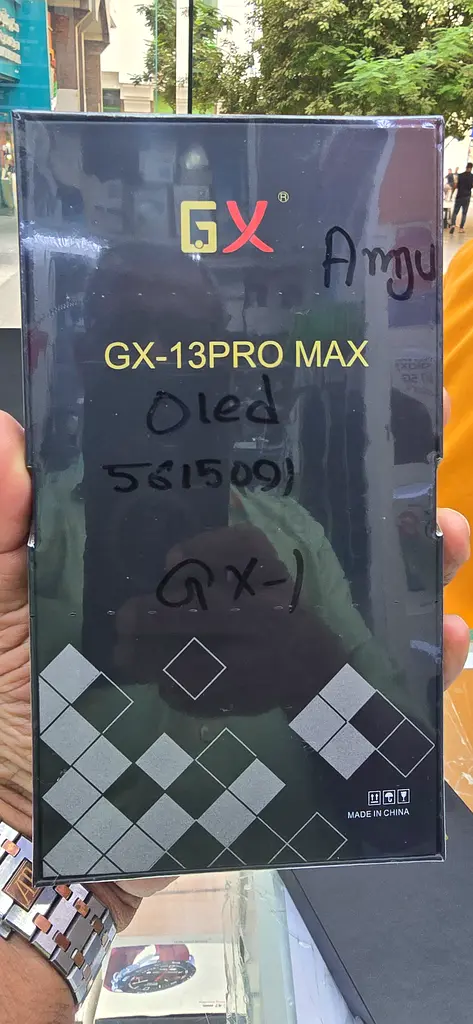 GX®
Anju
GX-13PRO MAX
Oled
5615091
GX-1
MADE IN CHINA